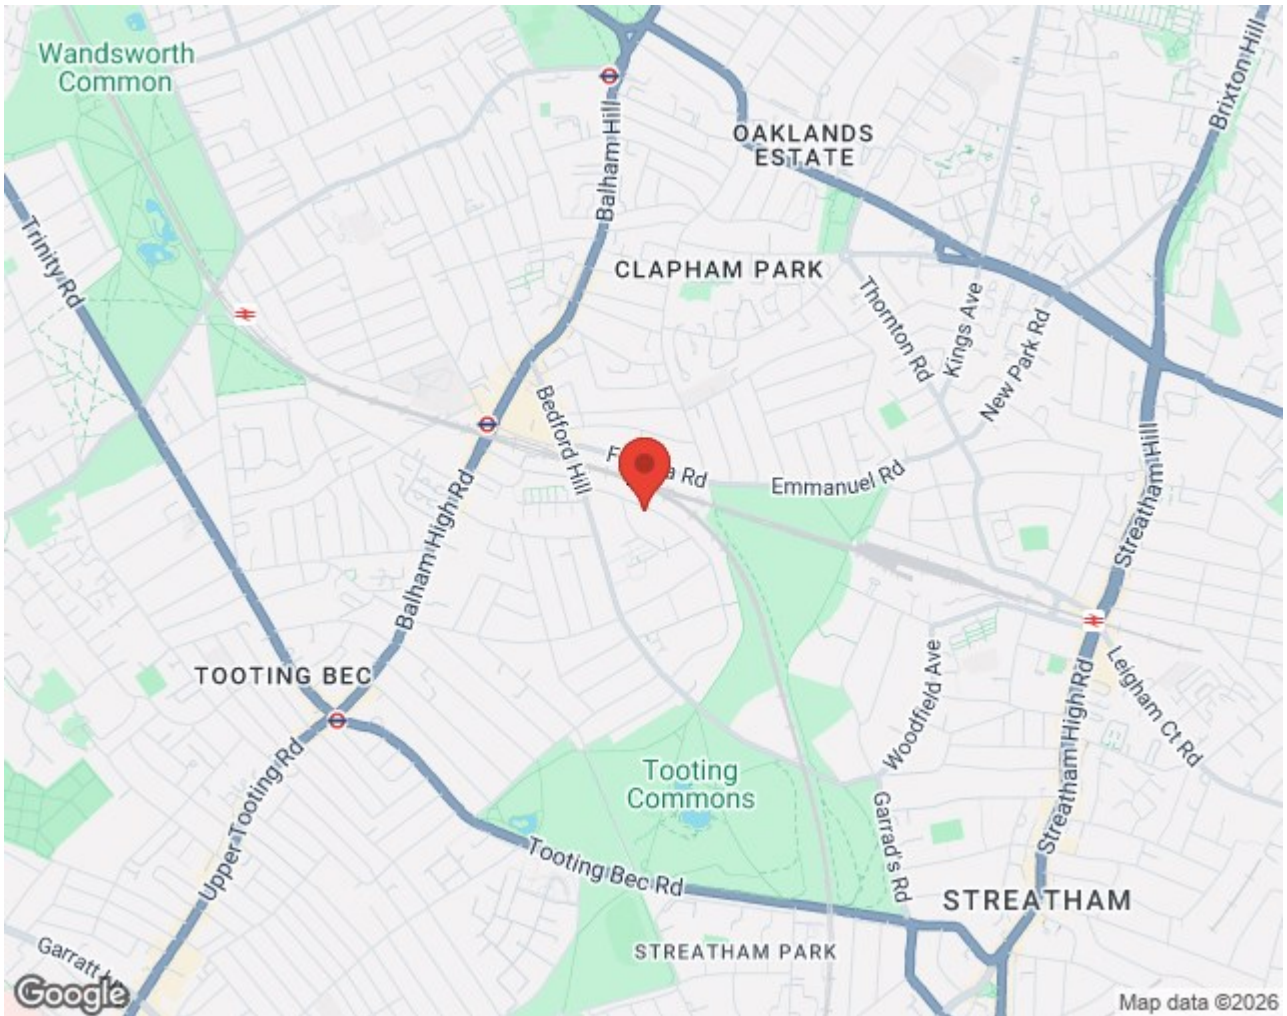 Wandsworth
Common
Brixton Hill
OAKLANDS
ESTATE
Balham Hill
Trinity Rd
CLAPHAM PARK
Thornton Rd
Kings Ave
New Park Rd
Bedford Hill
Rd
Emmanuel Rd
Streatham Hill
Balham High Rd
TOOTING BEC
Woodfield Ave
Leigham Ct Rd
Streatham High Rd
Upper Tooting Rd
Tooting
Commons
Garrad's Rd
Tooting Bec Rd
STREATHAM
STREATHAM PARK
Garratt
Google
Map data ©2026